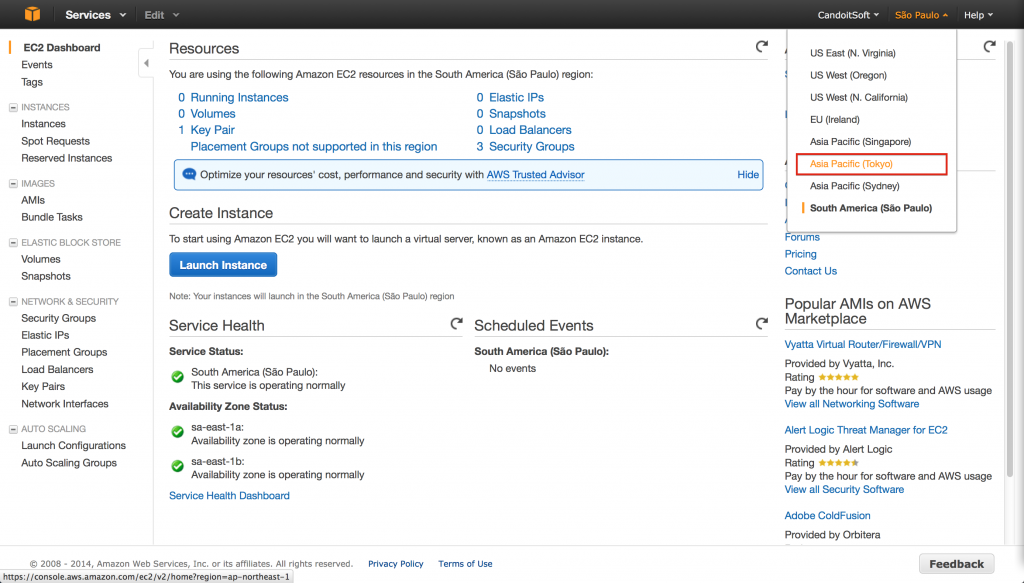 Services
Edit
CandoitSoft
São Paulo
Help
EC2 Dashboard
Events
Tags
INSTANCES
Instances
Spot Requests
Reserved Instances
IMAGES
AMIs
Bundle Tasks
ELASTIC BLOCK STORE
Volumes
Snapshots
NETWORK & SECURITY
Security Groups
Elastic IPs
Placement Groups
Load Balancers
Key Pairs
Network Interfaces
AUTO SCALING
Launch Configurations
Auto Scaling Groups
Resources
You are using the following Amazon EC2 resources in the South America (São Paulo) region:
0 Running Instances
0 Elastic IPs
0 Volumes
0 Snapshots
1 Key Pair
0 Load Balancers
Placement Groups not supported in this region
3 Security Groups
Optimize your resources' cost, performance and security with AWS Trusted Advisor
Hide
Create Instance
To start using Amazon EC2 you will want to launch a virtual server, known as an Amazon EC2 instance.
Launch Instance
Note: Your instances will launch in the South America (São Paulo) region
Service Health
Service Status:
South America (São Paulo):
This service is operating normally
Availability Zone Status:
sa-east-1a:
Availability zone is operating normally
sa-east-1b:
Availability zone is operating normally
Service Health Dashboard
Scheduled Events
South America (São Paulo):
No events
US East (N. Virginia)
US West (Oregon)
US West (N. California)
EU (Ireland)
Asia Pacific (Singapore)
Asia Pacific (Tokyo)
Asia Pacific (Sydney)
South America (São Paulo)
Forums
Pricing
Contact Us
Popular AMIs on AWS
Marketplace
Vyatta Virtual Router/Firewall/VPN
Provided by Vyatta, Inc.
Rating
Pay by the hour for software and AWS usage
View all Networking Software
Alert Logic Threat Manager for EC2
Provided by Alert Logic
Rating
Pay by the hour for software and AWS usage
View all Security Software
Adobe ColdFusion
Provided by Orbitera
© 2008 - 2014, Amazon Web Services, Inc. or its affiliates. All rights reserved.
Privacy Policy
Terms of Use
Feedback
https://console.aws.amazon.com/ec2/v2/home?region=ap-northeast-1